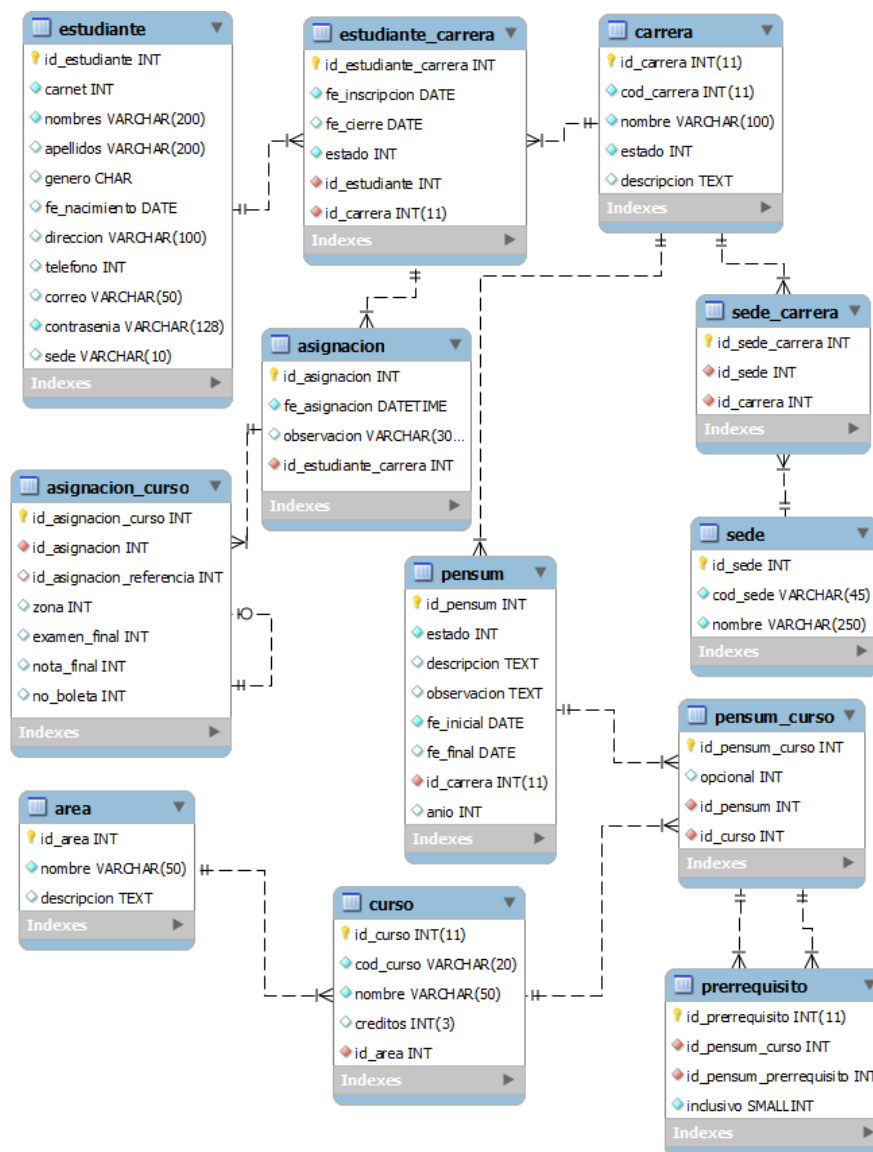 estudiante
id_estudiante INT
carnet INT
nombres VARCHAR(200)
apellidos VARCHAR(200)
genero CHAR
fe_nacimiento DATE
direccion VARCHAR(100)
telefono INT
correo VARCHAR(50)
contrasenia VARCHAR(128)
sede VARCHAR(10)
Indexes
estudiante_carrera
id_estudiante_carrera INT
fe_inscripcion DATE
fe_cierre DATE
estado INT
id_estudiante INT
id_carrera INT(11)
Indexes
carrera
id_carrera INT(11)
cod_carrera INT(11)
nombre VARCHAR(100)
estado INT
descripcion TEXT
Indexes
asignacion
id_asignacion INT
fe_asignacion DATETIME
observacion VARCHAR(30...
id_estudiante_carrera INT
Indexes
sede_carrera
id_sede_carrera INT
id_sede INT
id_carrera INT
Indexes
asignacion_curso
id_asignacion_curso INT
id_asignacion INT
id_asignacion_referencia INT
zona INT
examen_final INT
nota_final INT
no_boleta INT
Indexes
sede
id_sede INT
cod_sede VARCHAR(45)
nombre VARCHAR(250)
Indexes
pensum
id_pensum INT
estado INT
descripcion TEXT
observacion TEXT
fe_inicial DATE
fe_final DATE
id_carrera INT(11)
anio INT
Indexes
pensum_curso
id_pensum_curso INT
opcional INT
id_pensum INT
id_curso INT
Indexes
area
id_area INT
nombre VARCHAR(50)
descripcion TEXT
Indexes
curso
id_curso INT(11)
cod_curso VARCHAR(20)
nombre VARCHAR(50)
creditos INT(3)
id_area INT
Indexes
prerrequisito
id_prerrequisito INT(11)
id_pensum_curso INT
id_pensum_prerrequisito INT
inclusivo SMALLINT
Indexes